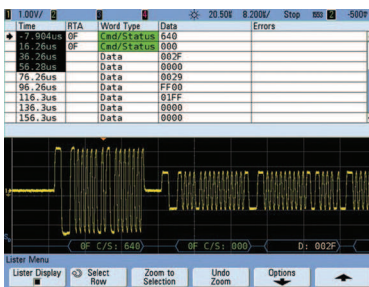 1 1.00V/ 2 3 4 20.50% 8.200%/ Stop 2 -500%
Time RTA Word Type Data Errors
-7.904us 0F Cmd/Status 640
16.26us 0F Cmd/Status 000
36.26us Data 002F
56.28us Data 0000
76.26us Data 0029
96.26us Data FF00
116.3us Data 01FF
136.3us Data 0000
156.3us Data 0000
0F C/S: 640 0F C/S: 000 D: 002F
Lister Menu
Lister Display Select Row Zoom to Selection Undo Zoom Options